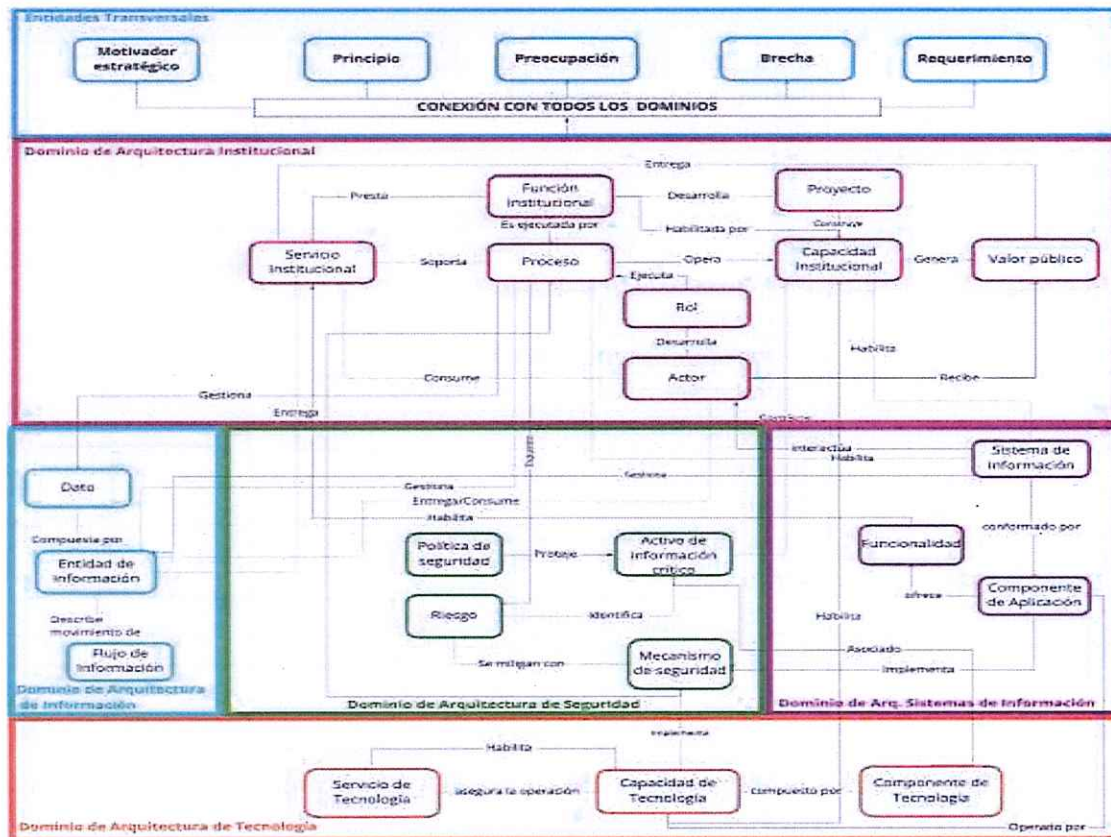 Entidades Transversales
Motivador
estratégico
Principio
Preocupación
Brecha
Requerimiento
CONEXIÓN CON TODOS LOS DOMINIOS
Dominio de Arquitectura Institucional
Entrega
Función
Institucional
Proyecto
Presta
Desarrolla
Construye
Es ejecutada por
Habilitada por
Servicio
Institucional
Soporta
Proceso
Opera
Capacidad
Institucional
Genera
Valor público
Ejecuta
Rol
Desarrolla
Habilita
Consume
Actor
Recibe
Gestiona
Entrega
Interactúa
Habilita
Sistema de
Información
Dato
Gestiona
Gestiona
Entrega/Consume
Habilita
conformado por
Compuesta por
Entidad de
Información
Política de
seguridad
Protege
Activo de
información
crítico
Funcionalidad
ofrece
Componente
de Aplicación
Riesgo
Identifica
Habilita
Describe
movimiento de
Flujo de
Información
Se mitigan con
Mecanismo
de seguridad
Asociado
Implementa
Dominio de Arquitectura
de Información
Dominio de Arquitectura de Seguridad
Dominio de Arq. Sistemas de Información
Implementa
Habilita
Servicio de
Tecnología
asegura la operación
Capacidad de
Tecnología
compuesto por
Componente de
Tecnología
Dominio de Arquitectura de Tecnología
Operado por